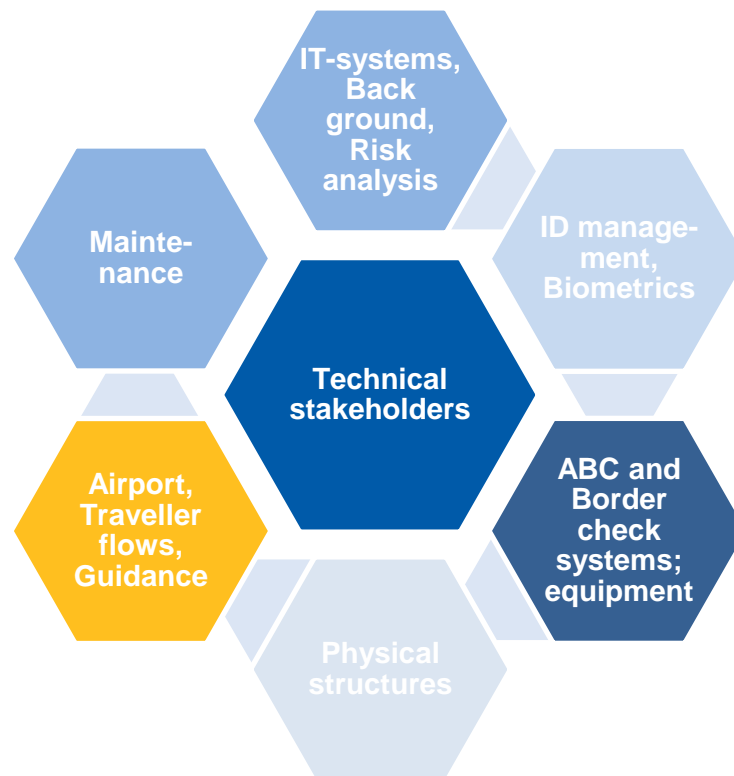 IT-systems,
Back
ground,
Risk
analysis
Mainte-
nance
ID manage-
ment,
Biometrics
Technical
stakeholders
Airport,
Traveller
flows,
Guidance
ABC and
Border
check
systems;
equipment
Physical
structures